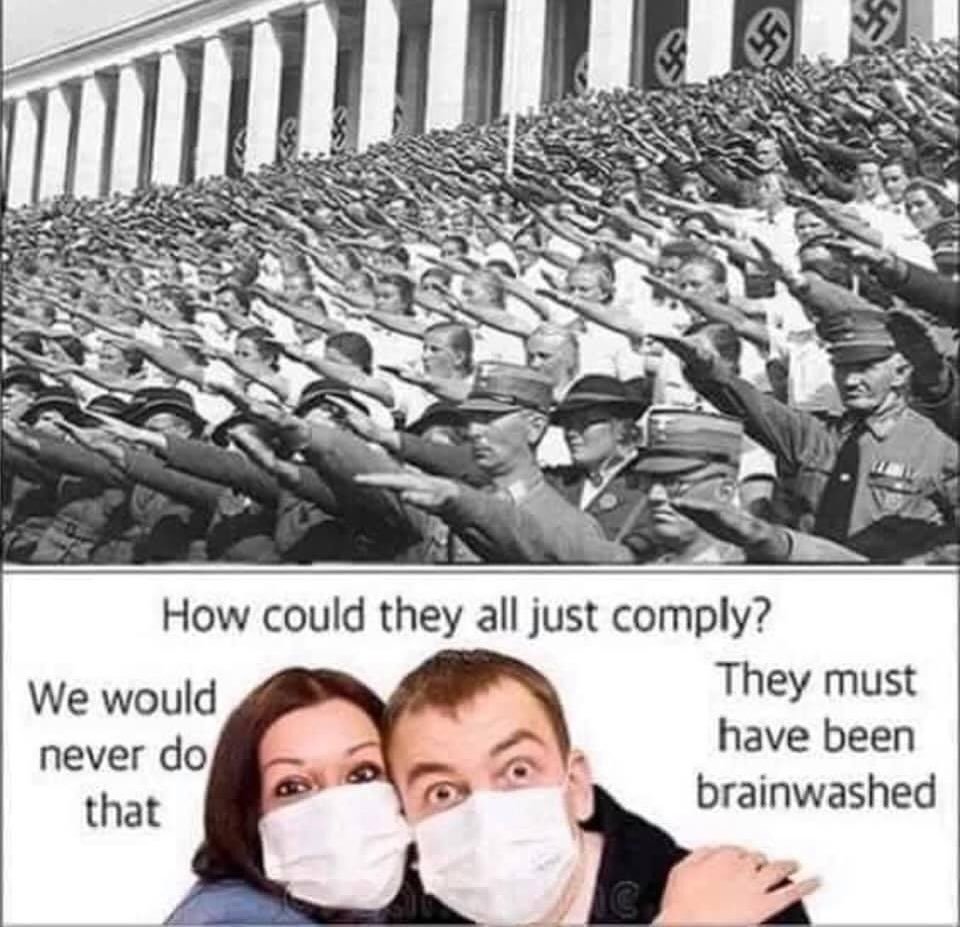 How could they all just comply?
We would
never do
that
They must
have been
brainwashed